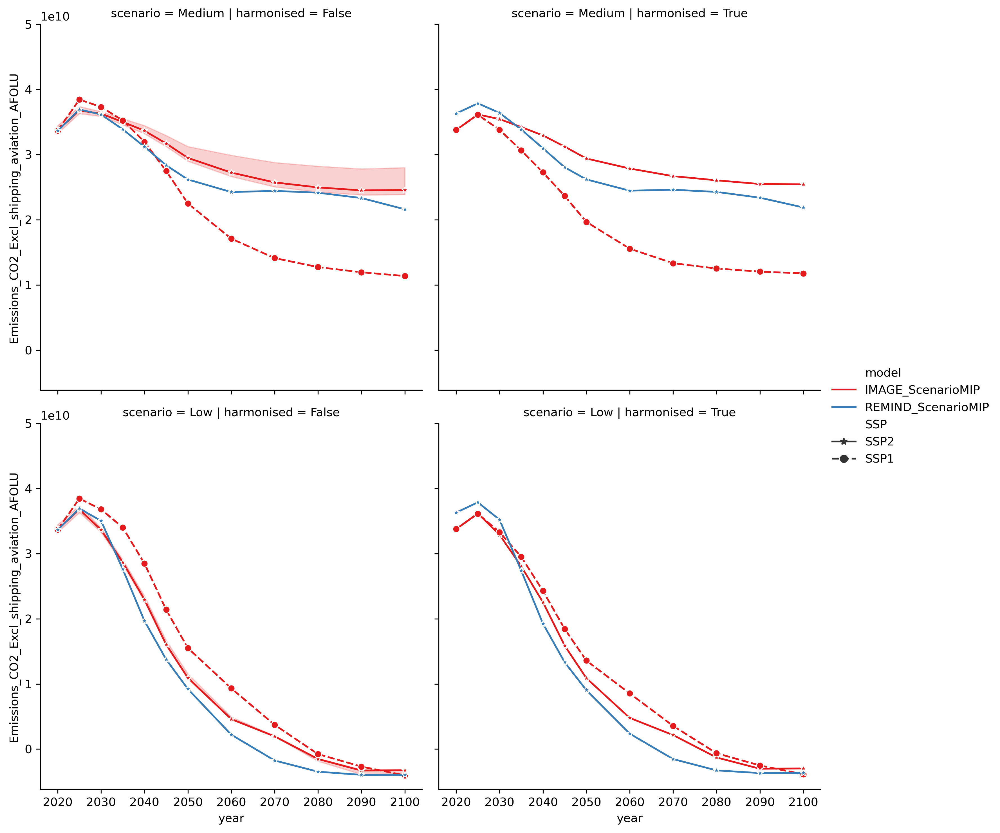 scenario = Medium | harmonised = False
1e10
Emissions_CO2_Excl_shipping_aviation_AFOLU
5
4
3
2
1
0
scenario = Medium | harmonised = True
model
IMAGE_ScenarioMIP
REMIND_ScenarioMIP
SSP
SSP2
SSP1
scenario = Low | harmonised = False
1e10
Emissions_CO2_Excl_shipping_aviation_AFOLU
5
4
3
2
1
0
2020 2030 2040 2050 2060 2070 2080 2090 2100
year
scenario = Low | harmonised = True
2020 2030 2040 2050 2060 2070 2080 2090 2100
year